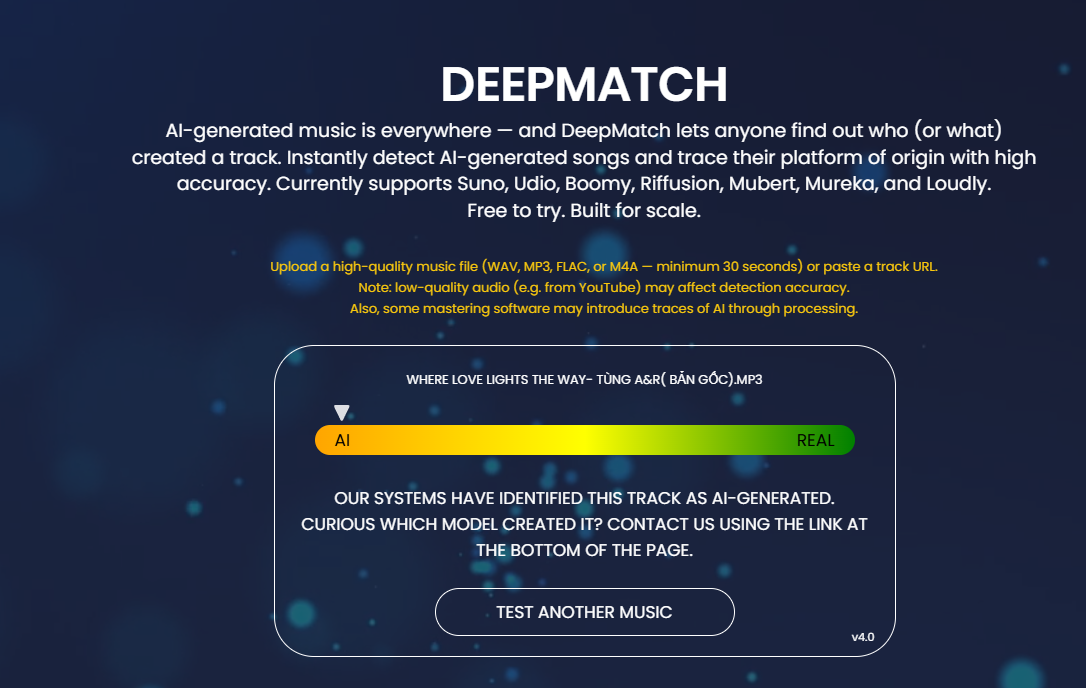 DEEPMATCH
AI-generated music is everywhere — and DeepMatch lets anyone find out who (or what)
created a track. Instantly detect AI-generated songs and trace their platform of origin with high
accuracy. Currently supports Suno, Udio, Boomy, Riffusion, Mubert, Mureka, and Loudly.
Free to try. Built for scale.
Upload a high-quality music file (WAV, MP3, FLAC, or M4A — minimum 30 seconds) or paste a track URL.
Note: low-quality audio (e.g. from YouTube) may affect detection accuracy.
Also, some mastering software may introduce traces of AI through processing.
WHERE LOVE LIGHTS THE WAY- TÙNG A&R( BẢN GỐC).MP3
AI REAL
OUR SYSTEMS HAVE IDENTIFIED THIS TRACK AS AI-GENERATED.
CURIOUS WHICH MODEL CREATED IT? CONTACT US USING THE LINK AT
THE BOTTOM OF THE PAGE.
TEST ANOTHER MUSIC
v4.0